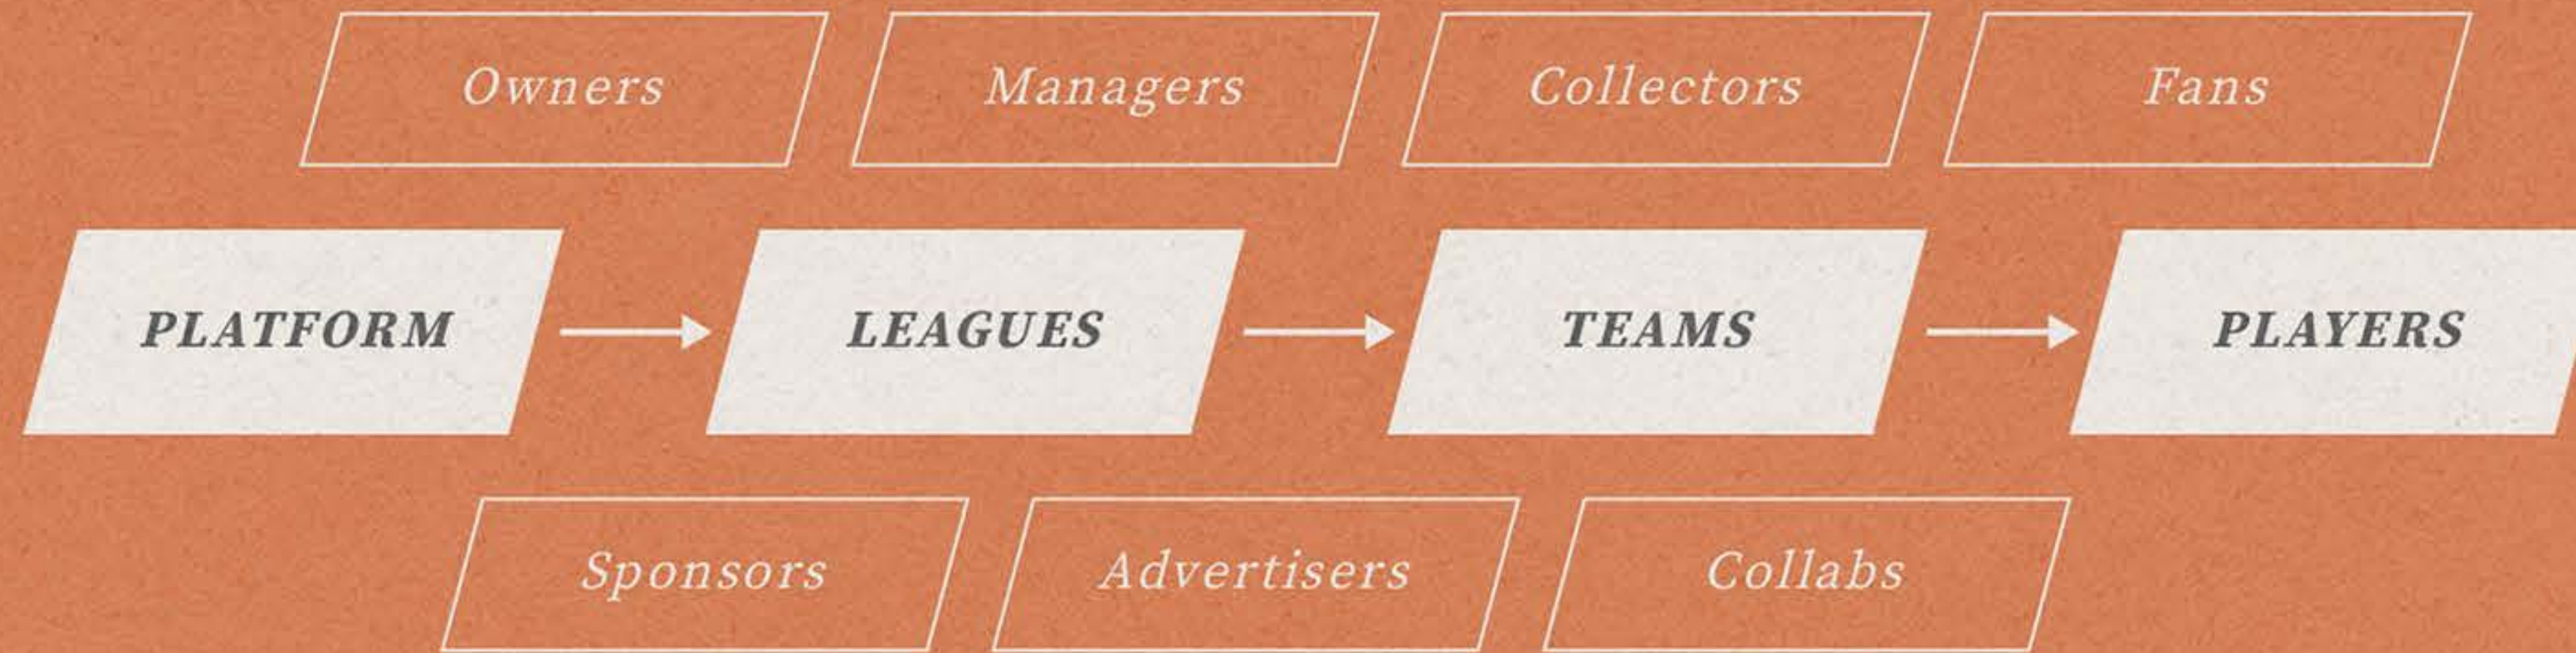 Owners
Managers
Collectors
Fans
PLATFORM
LEAGUES
TEAMS
PLAYERS
Sponsors
Advertisers
Collabs